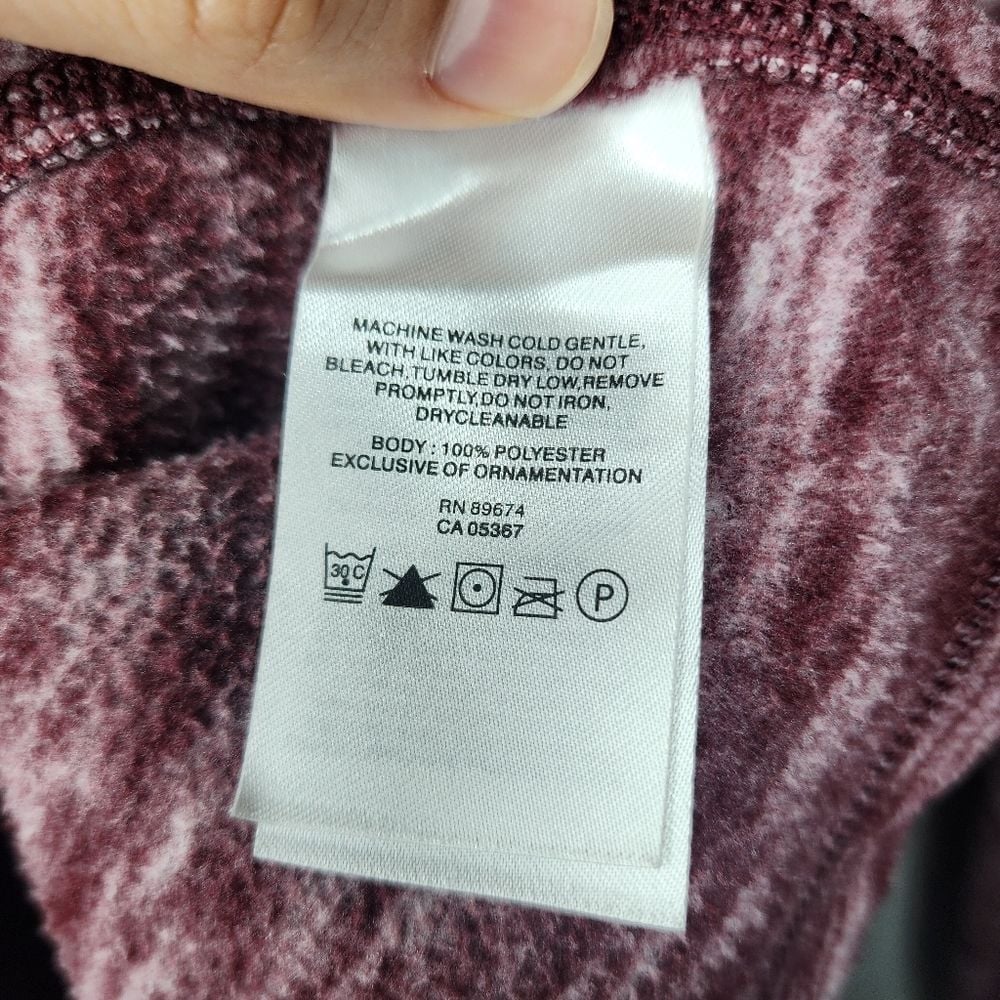 MACHINE WASH COLD GENTLE,
WITH LIKE COLORS, DO NOT
BLEACH,TUMBLE DRY LOW,REMOVE
PROMPTLY,DO NOT IRON,
DRYCLEANABLE
BODY : 100% POLYESTER
EXCLUSIVE OF ORNAMENTATION
RN 89674
CA 05367
30C P